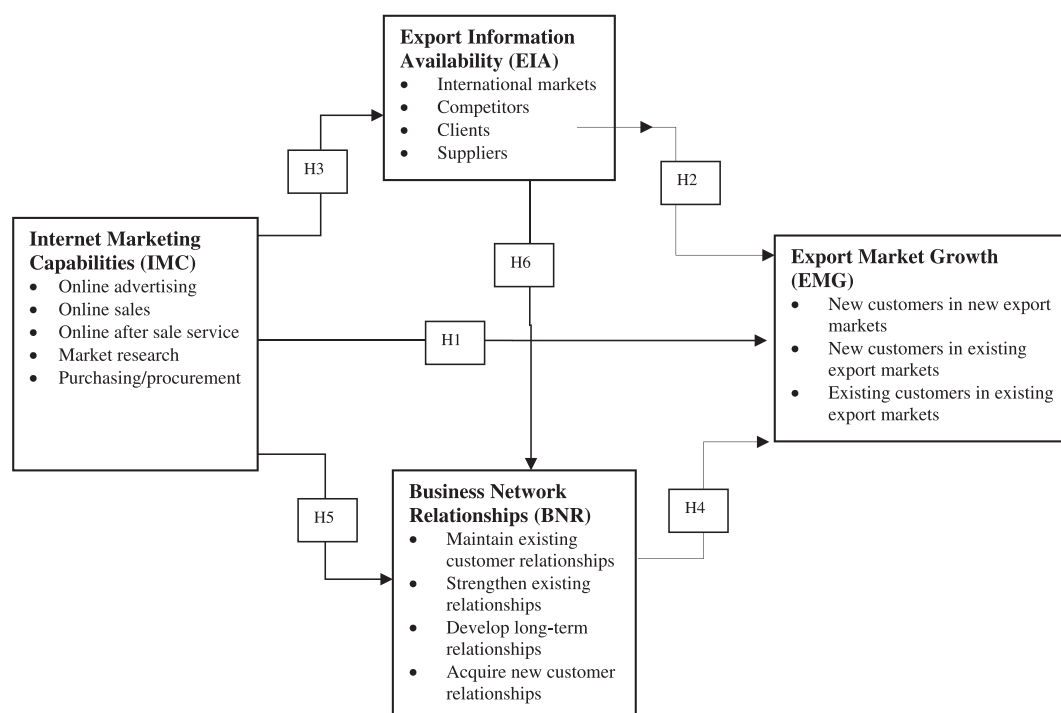 Export Information
Availability (EIA)
• International markets
• Competitors
• Clients
• Suppliers
H3
H2
Internet Marketing
Capabilities (IMC)
• Online advertising
• Online sales
• Online after sale service
• Market research
• Purchasing/procurement
H6
H1
Export Market Growth
(EMG)
• New customers in new export
markets
• New customers in existing
export markets
• Existing customers in existing
export markets
H5
H4
Business Network
Relationships (BNR)
• Maintain existing
customer relationships
• Strengthen existing
relationships
• Develop long-term
relationships
• Acquire new customer
relationships